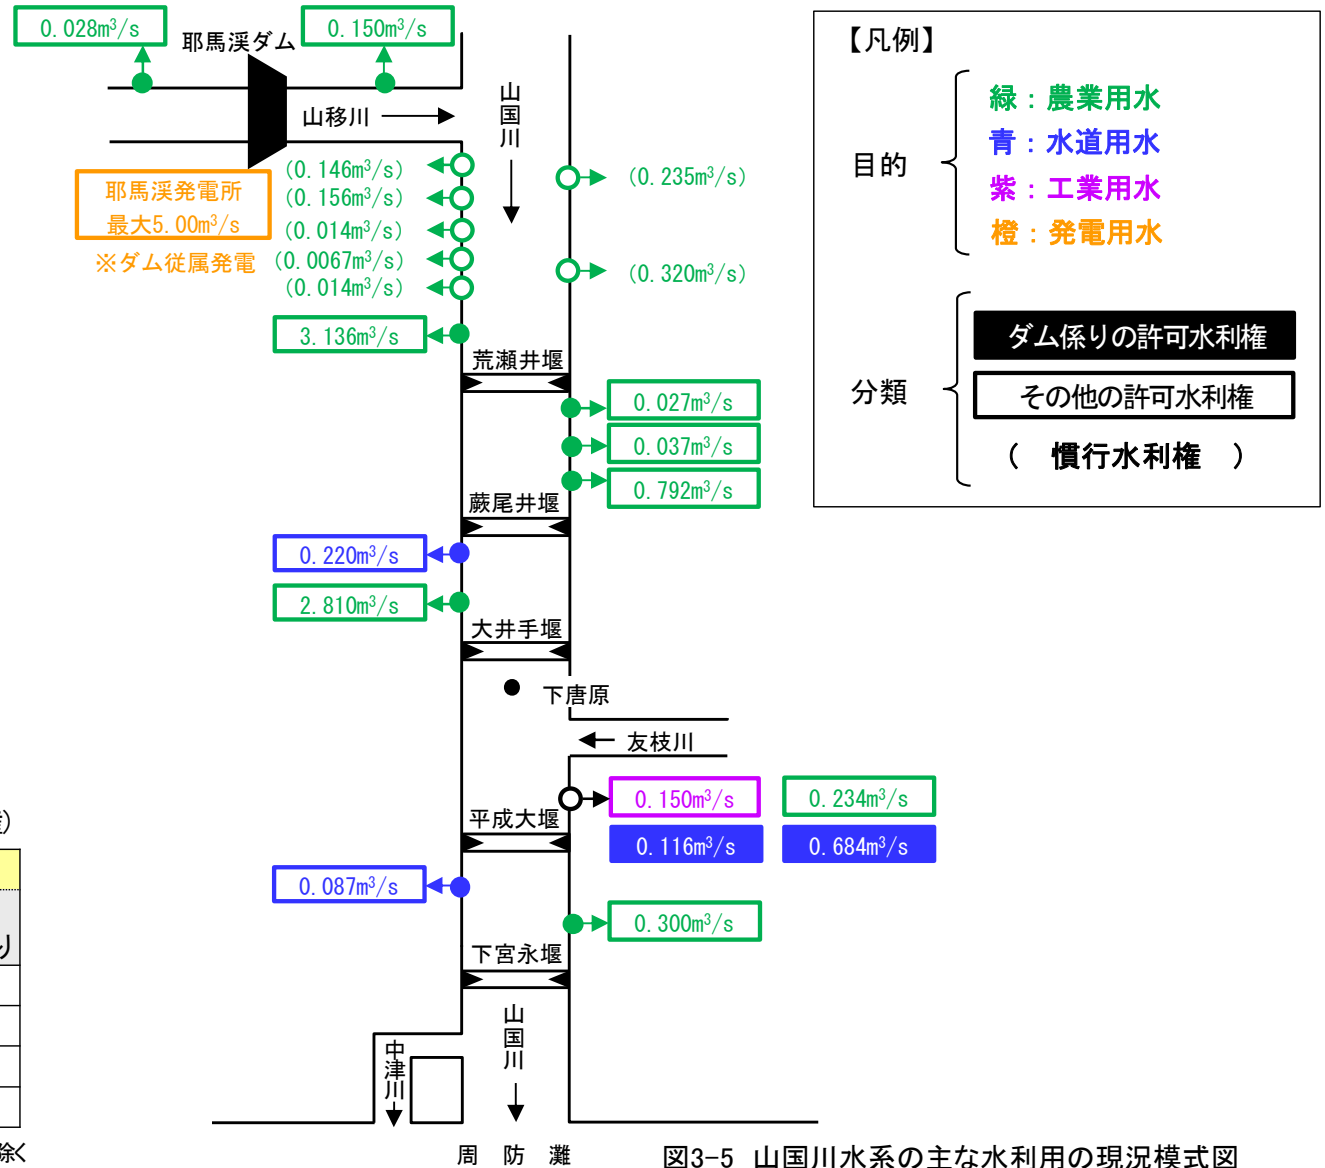 0.028m³/s
耶馬渓ダム
0.150m³/s
山移川
山国川
(0.146m³/s)
(0.156m³/s)
(0.014m³/s)
(0.0067m³/s)
(0.014m³/s)
耶馬渓発電所
最大5.00m³/s
※ダム従属発電
(0.235m³/s)
(0.320m³/s)
3.136m³/s
荒瀬井堰
0.027m³/s
0.037m³/s
0.792m³/s
蕨尾井堰
0.220m³/s
2.810m³/s
大井手堰
下唐原
友枝川
0.150m³/s
0.234m³/s
0.116m³/s
0.684m³/s
平成大堰
0.087m³/s
0.300m³/s
下宮永堰
山国川
中津川
周防灘
【凡例】
目的
緑：農業用水
青：水道用水
紫：工業用水
橙：発電用水
分類
ダム係りの許可水利権
その他の許可水利権
（ 慣行水利権 ）
り
除く
図3-5 山国川水系の主な水利用の現況模式図